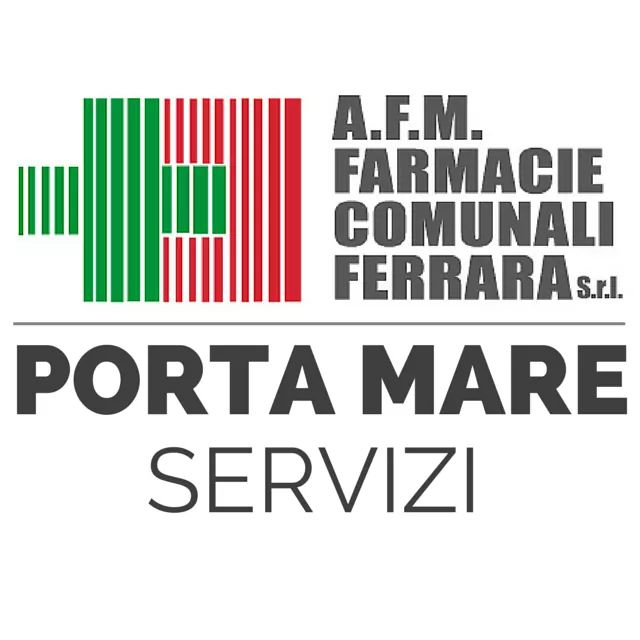 A.F.M.
FARMACIE
COMUNALI
FERRARA S.r.l.
PORTA MARE
SERVIZI